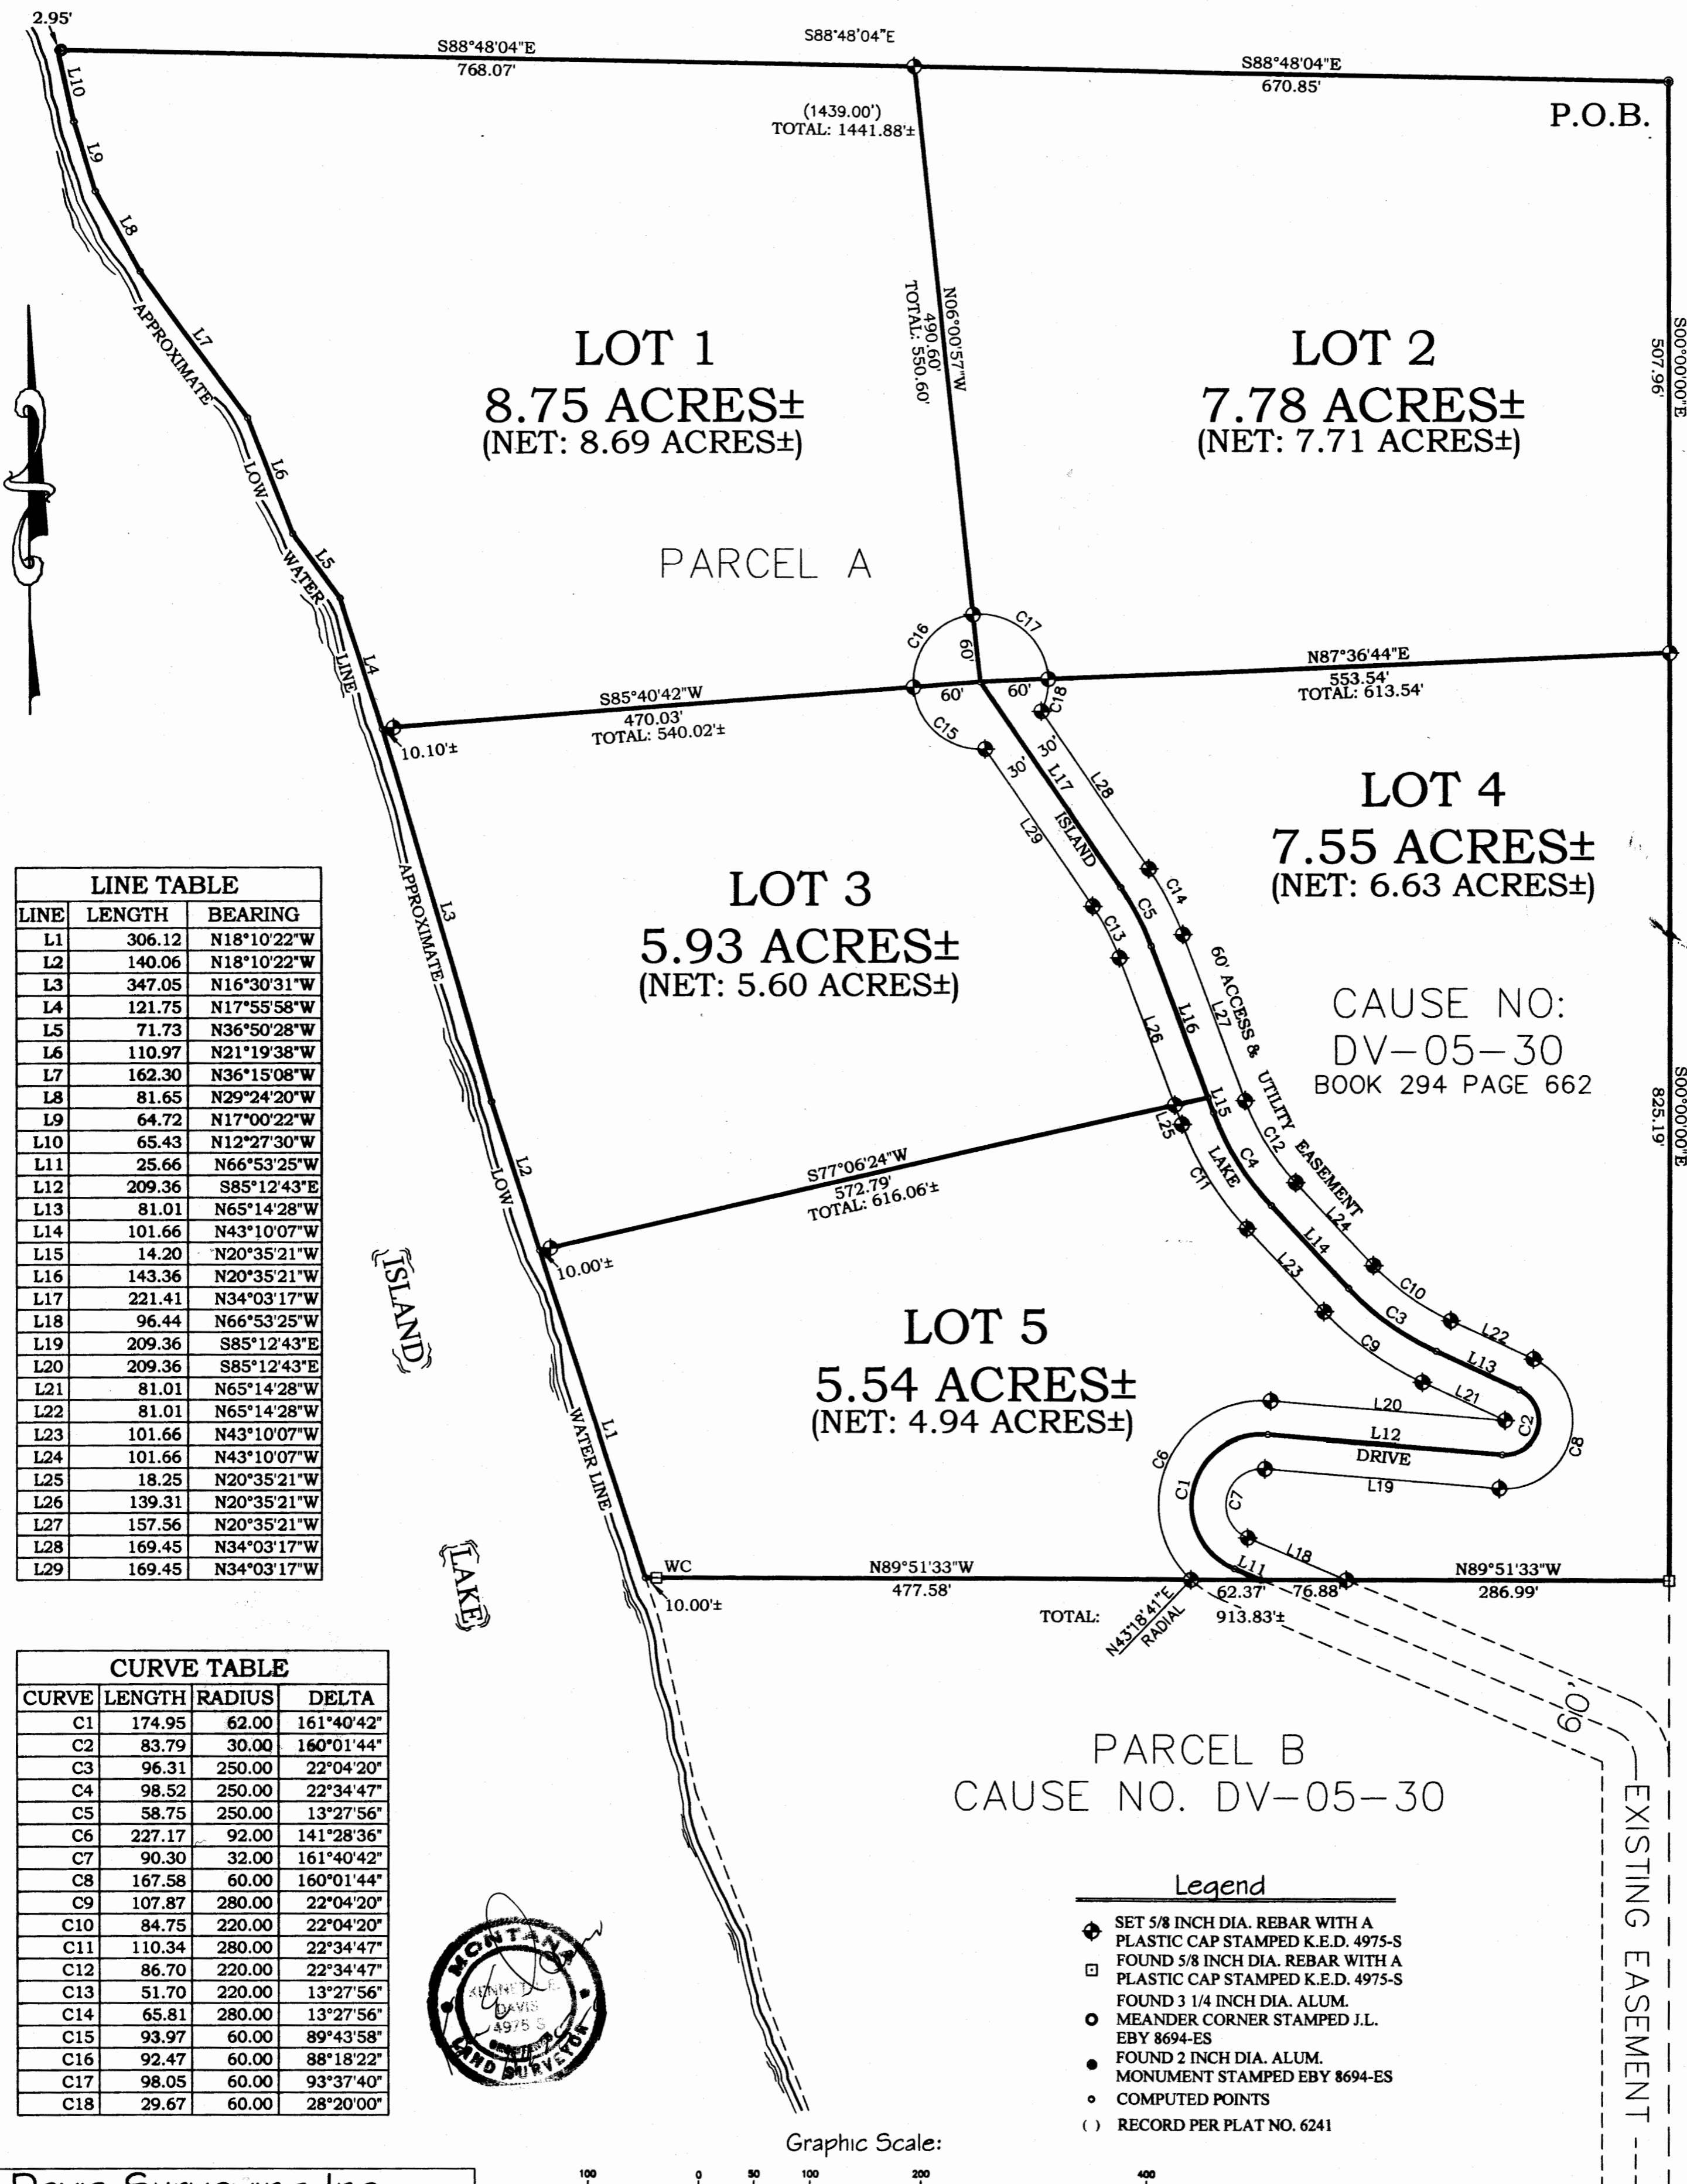 2.95'
S88°48'04"E
768.07'
S88°48'04"E
S88°48'04"E
670.85'
(1439.00')
TOTAL: 1441.88'±
P.O.B.
L10
L9
L8
L7
L6
L5
L4
L3
L2
L1
APPROXIMATE
LOW
WATER
LINE
N06°00'57"W
490.60'
TOTAL: 550.60'
S00°00'00"E
507.96'
LOT 1
8.75 ACRES±
(NET: 8.69 ACRES±)
LOT 2
7.78 ACRES±
(NET: 7.71 ACRES±)
PARCEL A
C16
C17
60'
60'
60'
C18
C15
S85°40'42"W
470.03'
TOTAL: 540.02'±
10.10'±
N87°36'44"E
553.54'
TOTAL: 613.54'
30'
30'
L17
L28
L29
ISLAND
C14
C5
C13
LOT 4
7.55 ACRES±
(NET: 6.63 ACRES±)
LOT 3
5.93 ACRES±
(NET: 5.60 ACRES±)
CAUSE NO:
DV-05-30
BOOK 294 PAGE 662
S00°00'00"E
825.19'
60' ACCESS & UTILITY EASEMENT
L27
L16
L26
L15
L25
C12
C4
C11
LAKE
L24
L14
L23
C10
C3
C9
L22
L13
L21
APPROXIMATE
LOW
WATER LINE
S77°06'24"W
572.79'
TOTAL: 616.06'±
10.00'±
ISLAND
LAKE
LOT 5
5.54 ACRES±
(NET: 4.94 ACRES±)
L20
L12
DRIVE
L19
C2
C8
C6
C1
C7
L18
L11
WC
10.00'±
N89°51'33"W
477.58'
62.37'
76.88'
N89°51'33"W
286.99'
TOTAL: 913.83'±
N43°18'41"E
RADIAL
LINE TABLE
LINE LENGTH BEARING
L1 306.12 N18°10'22"W
L2 140.06 N18°10'22"W
L3 347.05 N16°30'31"W
L4 121.75 N17°55'58"W
L5 71.73 N36°50'28"W
L6 110.97 N21°19'38"W
L7 162.30 N36°15'08"W
L8 81.65 N29°24'20"W
L9 64.72 N17°00'22"W
L10 65.43 N12°27'30"W
L11 25.66 N66°53'25"W
L12 209.36 S85°12'43"E
L13 81.01 N65°14'28"W
L14 101.66 N43°10'07"W
L15 14.20 N20°35'21"W
L16 143.36 N20°35'21"W
L17 221.41 N34°03'17"W
L18 96.44 N66°53'25"W
L19 209.36 S85°12'43"E
L20 209.36 S85°12'43"E
L21 81.01 N65°14'28"W
L22 81.01 N65°14'28"W
L23 101.66 N43°10'07"W
L24 101.66 N43°10'07"W
L25 18.25 N20°35'21"W
L26 139.31 N20°35'21"W
L27 157.56 N20°35'21"W
L28 169.45 N34°03'17"W
L29 169.45 N34°03'17"W
CURVE TABLE
CURVE LENGTH RADIUS DELTA
C1 174.95 62.00 161°40'42"
C2 83.79 30.00 160°01'44"
C3 96.31 250.00 22°04'20"
C4 98.52 250.00 22°34'47"
C5 58.75 250.00 13°27'56"
C6 227.17 92.00 141°28'36"
C7 90.30 32.00 161°40'42"
C8 167.58 60.00 160°01'44"
C9 107.87 280.00 22°04'20"
C10 84.75 220.00 22°04'20"
C11 110.34 280.00 22°34'47"
C12 86.70 220.00 22°34'47"
C13 51.70 220.00 13°27'56"
C14 65.81 280.00 13°27'56"
C15 93.97 60.00 89°43'58"
C16 92.47 60.00 88°18'22"
C17 98.05 60.00 93°37'40"
C18 29.67 60.00 28°20'00"
PARCEL B
CAUSE NO. DV-05-30
60'
EXISTING EASEMENT
MONTANA
KENNETH E.
DAVIS
4975 S
LAND SURVEYOR
Legend
SET 5/8 INCH DIA. REBAR WITH A
PLASTIC CAP STAMPED K.E.D. 4975-S
FOUND 5/8 INCH DIA. REBAR WITH A
PLASTIC CAP STAMPED K.E.D. 4975-S
FOUND 3 1/4 INCH DIA. ALUM.
MEANDER CORNER STAMPED J.L.
EBY 8694-ES
FOUND 2 INCH DIA. ALUM.
MONUMENT STAMPED EBY 8694-ES
COMPUTED POINTS
( ) RECORD PER PLAT NO. 6241
Graphic Scale:
100 0 50 100 200 400